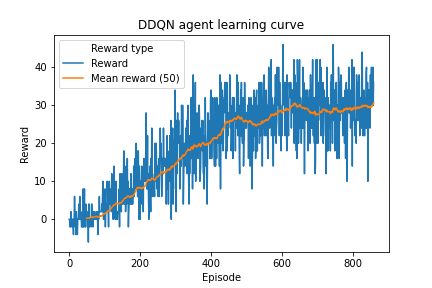 DDQN agent learning curve
Reward type
Reward
Mean reward (50)
40
30
20
10
0
Reward
0 200 400 600 800
Episode